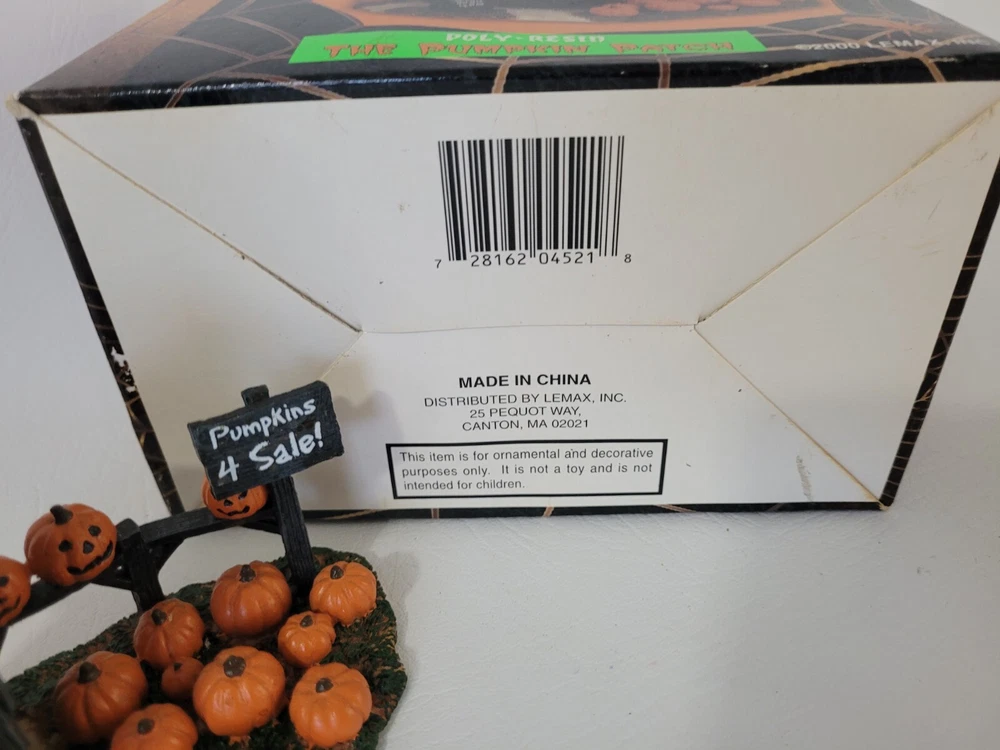 POLY-RESIN
THE PUMPKIN PATCH
©2000 LEMAX, INC.
7 28162 04521 8
MADE IN CHINA
DISTRIBUTED BY LEMAX, INC.
25 PEQUOT WAY,
CANTON, MA 02021
This item is for ornamental and decorative
purposes only. It is not a toy and is not
intended for children.
Pumpkins
4 Sale!